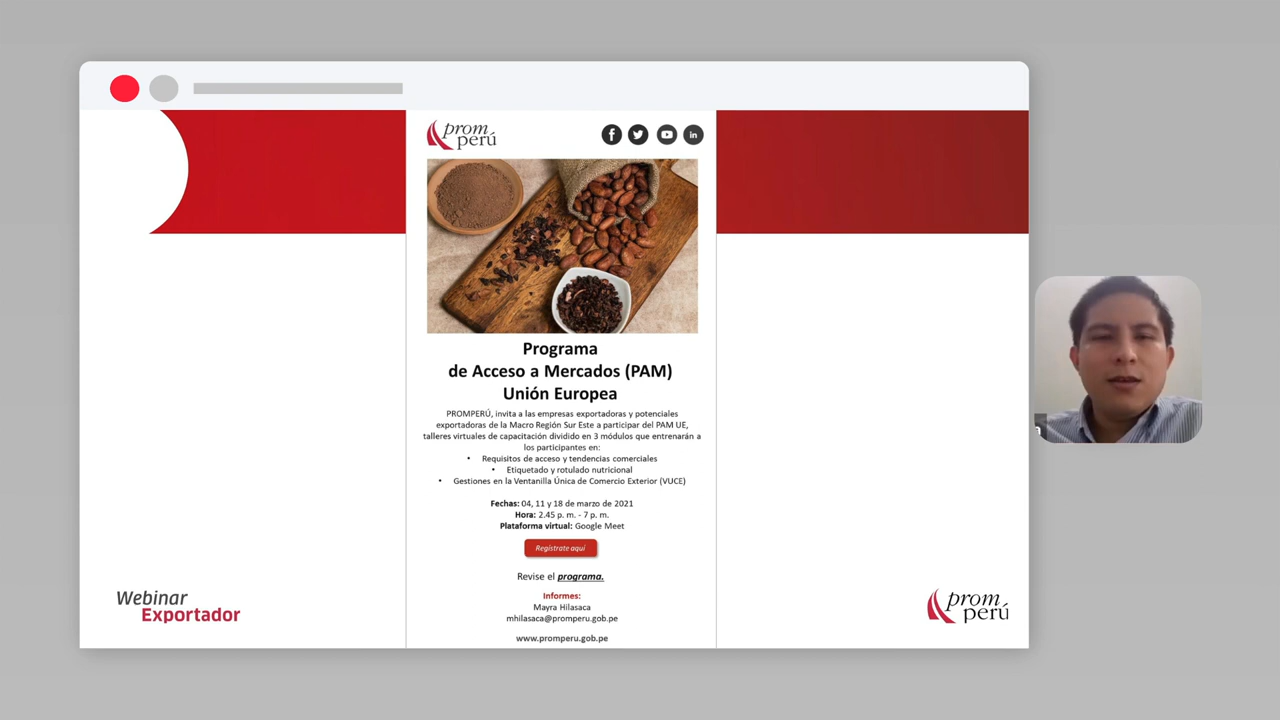 prom
perú
f
in
Programa
de Acceso a Mercados (PAM)
Unión Europea
PROMPERÚ, invita a las empresas exportadoras y potenciales
exportadoras de la Macro Región Sur Este a participar del PAM UE,
talleres virtuales de capacitación dividido en 3 módulos que entrenarán a
los participantes en:
• Requisitos de acceso y tendencias comerciales
• Etiquetado y rotulado nutricional
• Gestiones en la Ventanilla Única de Comercio Exterior (VUCE)
Fechas: 04, 11 y 18 de marzo de 2021
Hora: 2.45 p. m. - 7 p. m.
Plataforma virtual: Google Meet
Regístrate aquí
Revise el programa.
Informes:
Mayra Hilasaca
mhilasaca@promperu.gob.pe
www.promperu.gob.pe
Webinar
Exportador
prom
perú